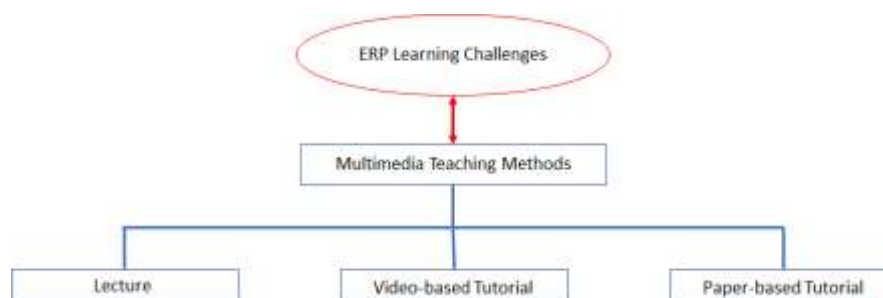 ERP Learning Challenges
Multimedia Teaching Methods
Lecture
Video-based Tutorial
Paper-based Tutorial